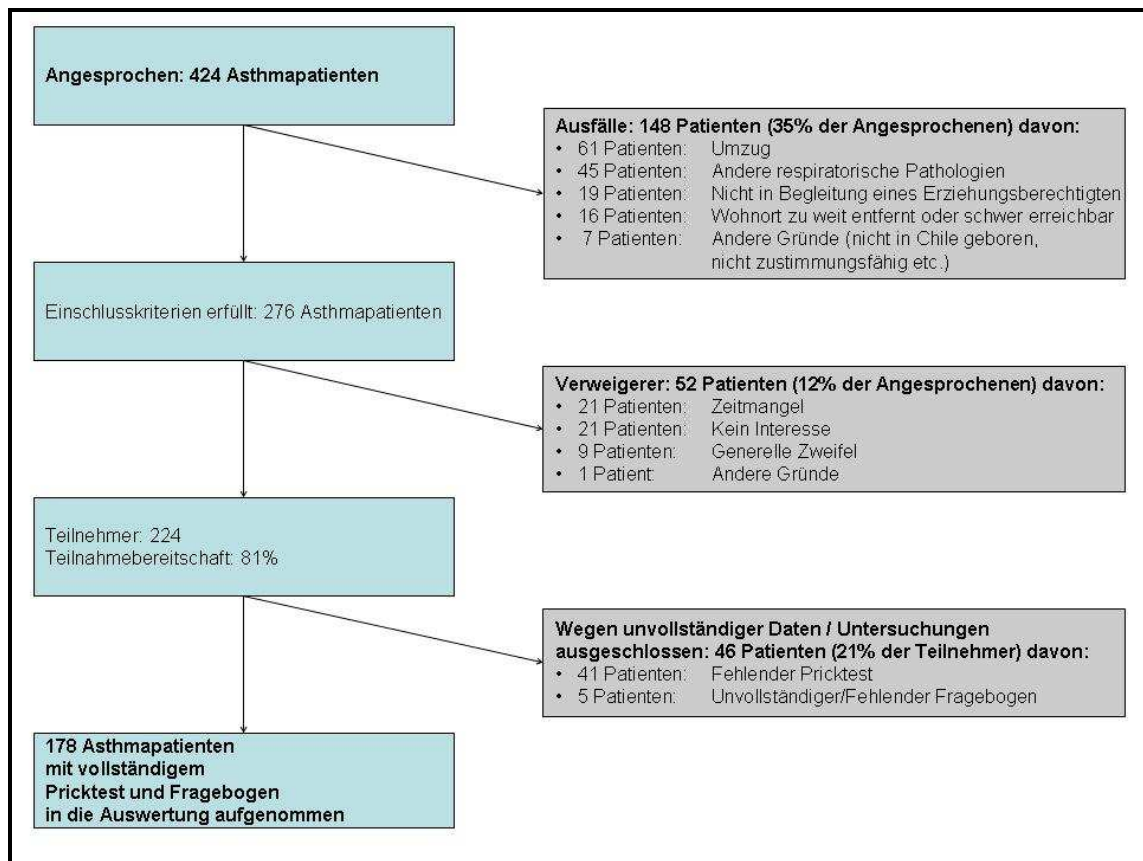 Angesprochen: 424 Asthmapatienten
Ausfälle: 148 Patienten (35% der Angesprochenen) davon:
• 61 Patienten: Umzug
• 45 Patienten: Andere respiratorische Pathologien
• 19 Patienten: Nicht in Begleitung eines Erziehungsberechtigten
• 16 Patienten: Wohnort zu weit entfernt oder schwer erreichbar
• 7 Patienten: Andere Gründe (nicht in Chile geboren,
nicht zustimmungsfähig etc.)
Einschlusskriterien erfüllt: 276 Asthmapatienten
Verweigerer: 52 Patienten (12% der Angesprochenen) davon:
• 21 Patienten: Zeitmangel
• 21 Patienten: Kein Interesse
• 9 Patienten: Generelle Zweifel
• 1 Patient: Andere Gründe
Teilnehmer: 224
Teilnahmebereitschaft: 81%
Wegen unvollständiger Daten / Untersuchungen
ausgeschlossen: 46 Patienten (21% der Teilnehmer) davon:
• 41 Patienten: Fehlender Pricktest
• 5 Patienten: Unvollständiger/Fehlender Fragebogen
178 Asthmapatienten
mit vollständigem
Pricktest und Fragebogen
in die Auswertung aufgenommen